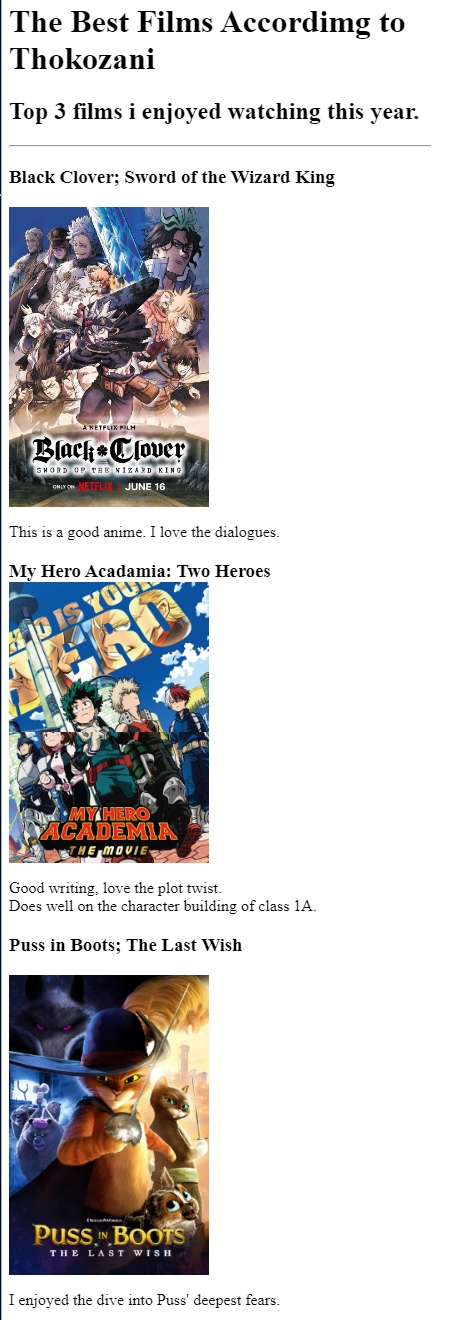 The Best Films Accordimg to
Thokozani
Top 3 films i enjoyed watching this year.
Black Clover; Sword of the Wizard King
A NETFLIX FILM
Black Clover
SWORD OF THE WIZARD KING
ONLY ON NETFLIX | JUNE 16
This is a good anime. I love the dialogues.
My Hero Acadamia: Two Heroes
IS YOUR
HERO
MY HERO
ACADEMIA
THE MOVIE
Good writing, love the plot twist.
Does well on the character building of class 1A.
Puss in Boots; The Last Wish
DREAMWORKS
PUSS IN BOOTS
THE LAST WISH
I enjoyed the dive into Puss' deepest fears.